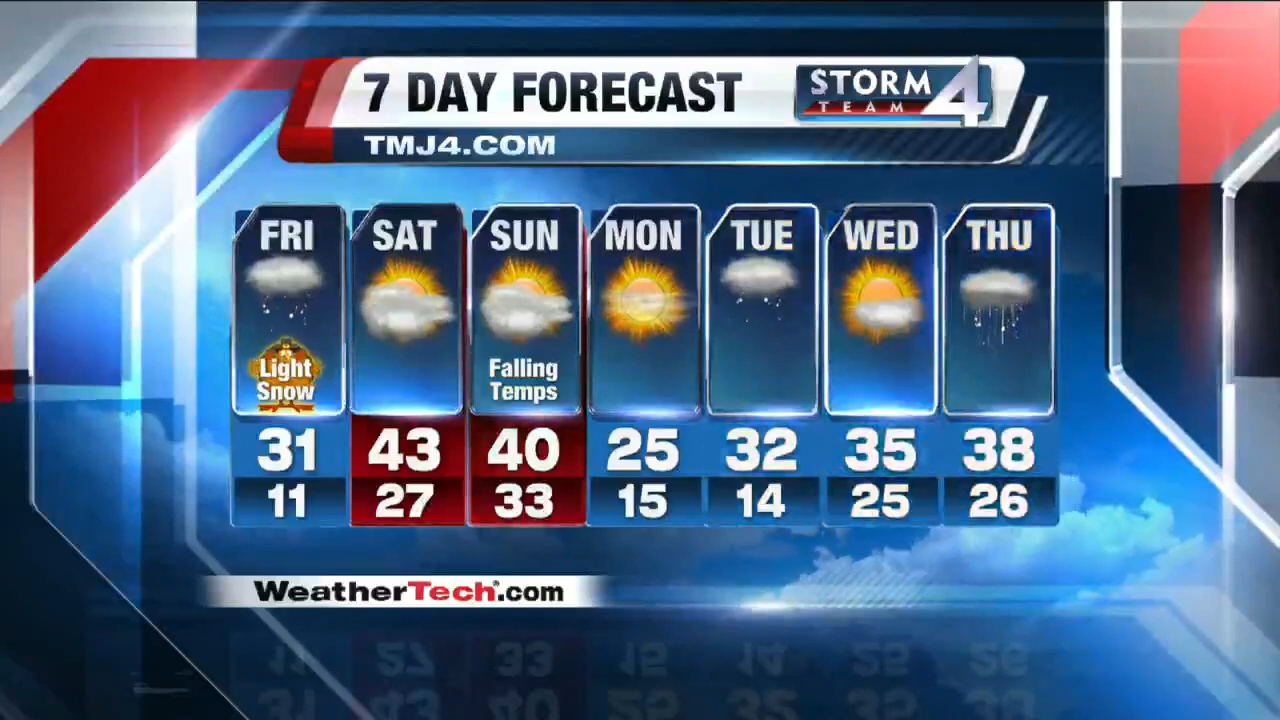 7 DAY FORECAST
STORM
TEAM 4
TMJ4.COM
FRI SAT SUN MON TUE WED THU
Light
Snow
Falling
Temps
31 43 40 25 32 35 38
11 27 33 15 14 25 26
WeatherTech®.com